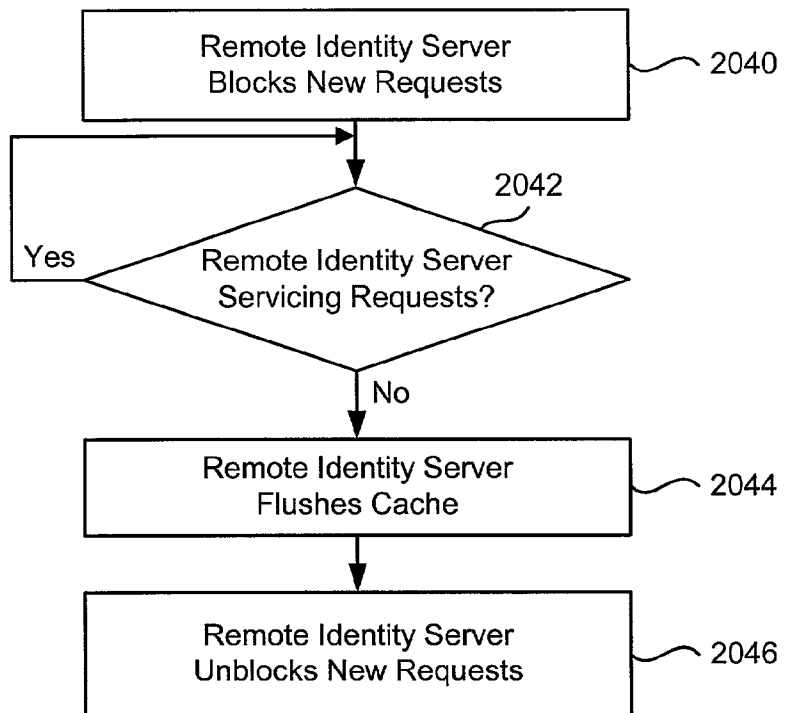 Remote Identity Server
Blocks New Requests
2040
2042
Yes
Remote Identity Server
Servicing Requests?
No
Remote Identity Server
Flushes Cache
2044
Remote Identity Server
Unblocks New Requests
2046